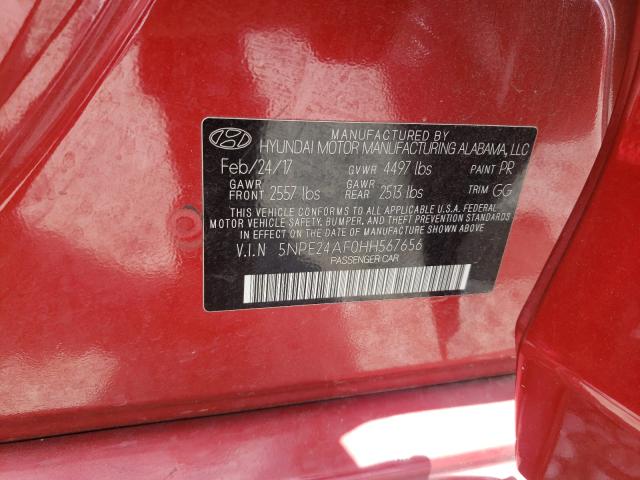 MANUFACTURED BY
HYUNDAI MOTOR MANUFACTURING ALABAMA, LLC
Feb/24/17 GVWR 4497 lbs PAINT PR
GAWR FRONT 2557 lbs GAWR REAR 2513 lbs TRIM GG
THIS VEHICLE CONFORMS TO ALL APPLICABLE U.S.A. FEDERAL
MOTOR VEHICLE SAFETY, BUMPER, AND THEFT PREVENTION STANDARDS
IN EFFECT ON THE DATE OF MANUFACTURE SHOWN ABOVE.
V.I.N 5NPE24AF0HH567656
PASSENGER CAR